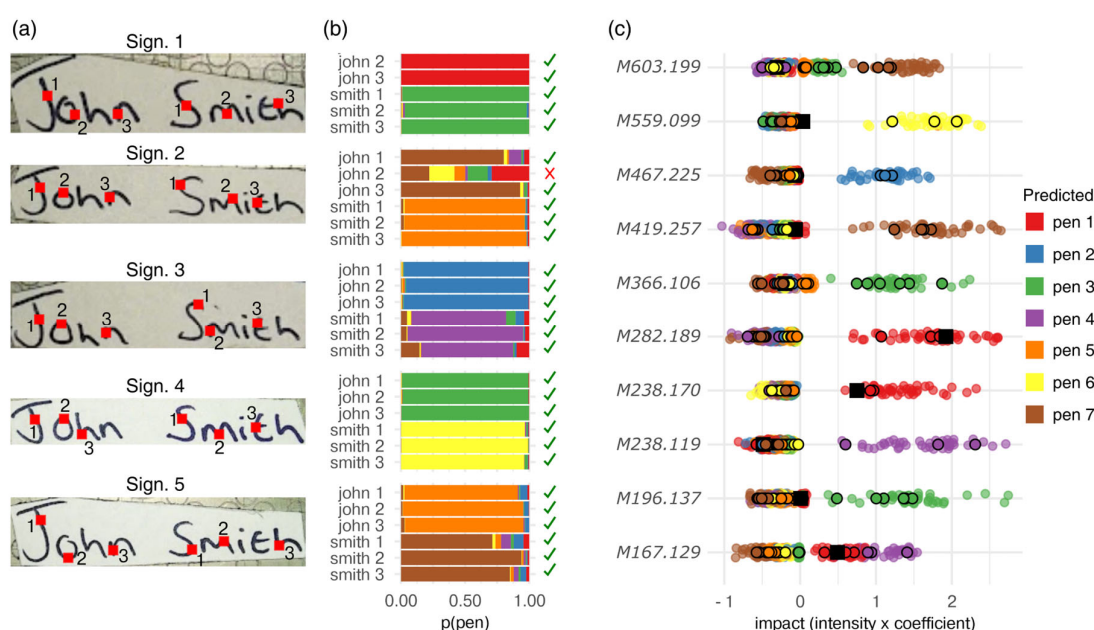 (a)
Sign. 1
John Smith
1 2 3 1 2 3
Sign. 2
John Smith
1 2 3 1 2 3
Sign. 3
John Smith
1 2 3 1 2 3
Sign. 4
John Smith
1 2 3 1 2 3
Sign. 5
John Smith
1 2 3 1 2 3
(b)
john 2
john 3
smith 1
smith 2
smith 3
john 1
john 2
john 3
smith 1
smith 2
smith 3
john 1
john 2
john 3
smith 1
smith 2
smith 3
john 1
john 2
john 3
smith 1
smith 2
smith 3
john 1
john 2
john 3
smith 1
smith 2
smith 3
0.00 0.50 1.00
p(pen)
(c)
M603.199
M559.099
M467.225
M419.257
M366.106
M282.189
M238.170
M238.119
M196.137
M167.129
-1 0 1 2
impact (intensity x coefficient)
Predicted
pen 1
pen 2
pen 3
pen 4
pen 5
pen 6
pen 7